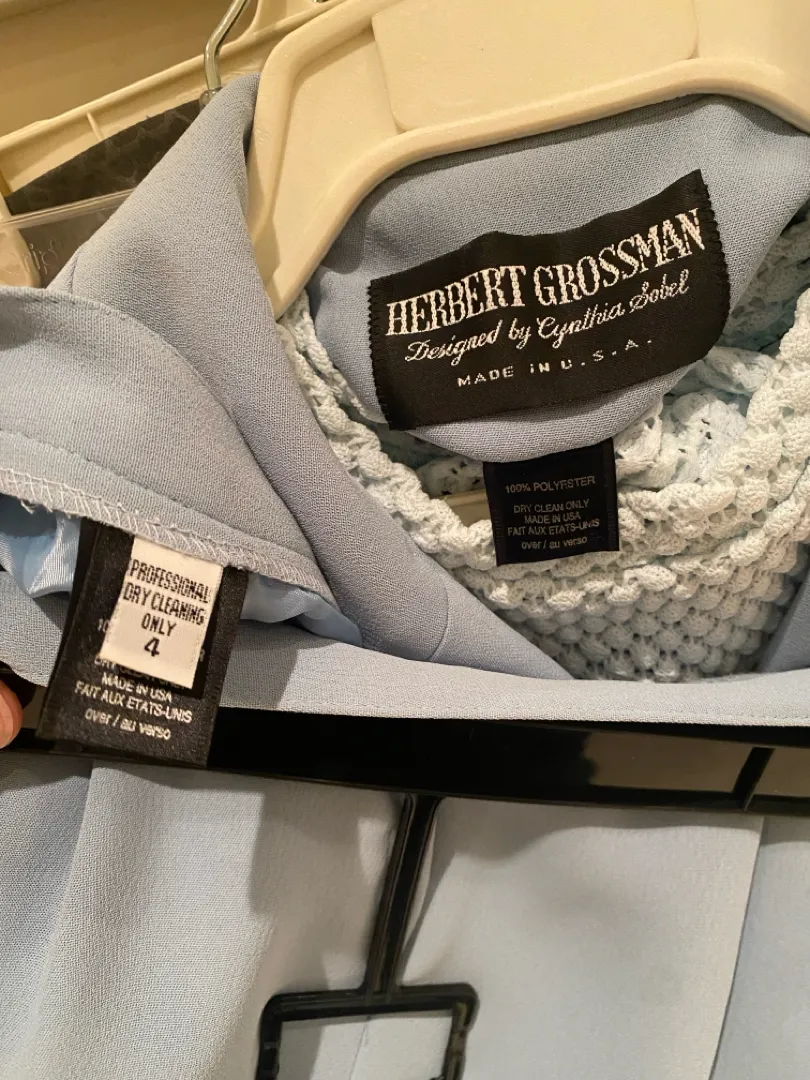 HERBERT GROSSMAN
Designed by Cynthia Sobel
MADE IN U.S.A.
100% POLYESTER
DRY CLEAN ONLY
MADE IN USA
FAIT AUX ETATS-UNIS
over / au verso
PROFESSIONAL
DRY CLEANING
ONLY
4
MADE IN USA
FAIT AUX ETATS-UNIS
over / au verso